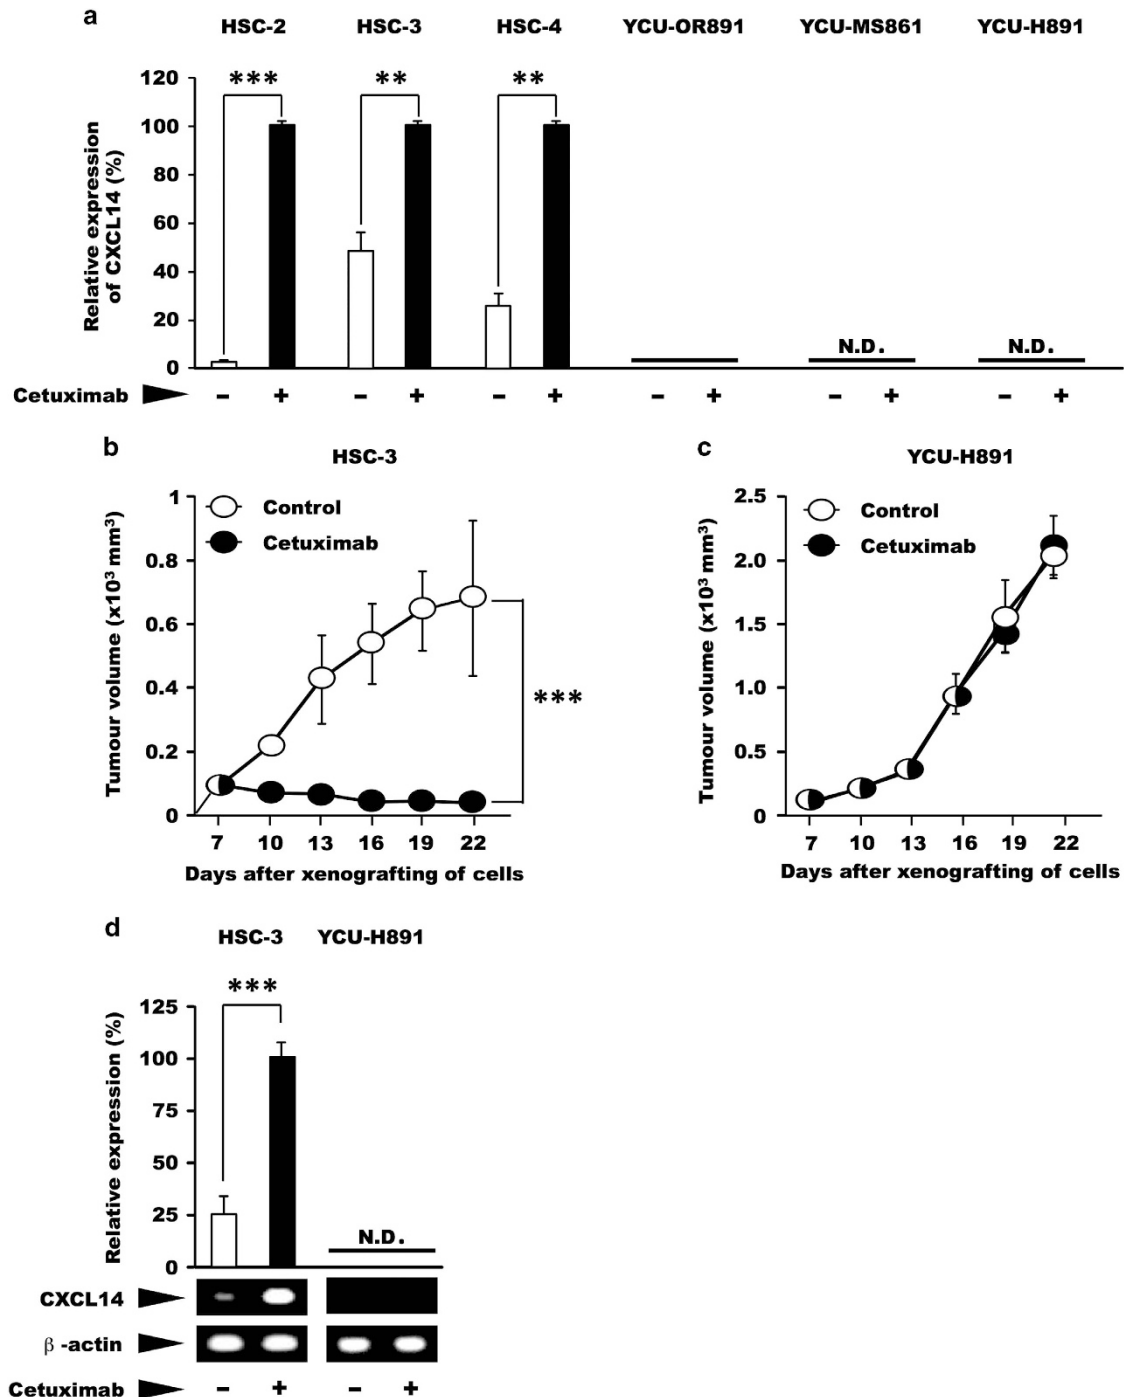 a
HSC-2 HSC-3 HSC-4 YCU-OR891 YCU-MS861 YCU-H891
Relative expression
of CXCL14 (%)
120
100
80
60
40
20
0
*** ** **
N.D. N.D.
Cetuximab - + - + - + - + - + - +
b
HSC-3
Tumour volume (x10³ mm³)
1
0.8
0.6
0.4
0.2
0
Control
Cetuximab
***
7 10 13 16 19 22
Days after xenografting of cells
c
YCU-H891
Tumour volume (x10³ mm³)
2.5
2.0
1.5
1.0
0.5
0
Control
Cetuximab
7 10 13 16 19 22
Days after xenografting of cells
d
HSC-3 YCU-H891
Relative expression (%)
125
100
75
50
25
0
***
N.D.
CXCL14
β -actin
Cetuximab - + - +